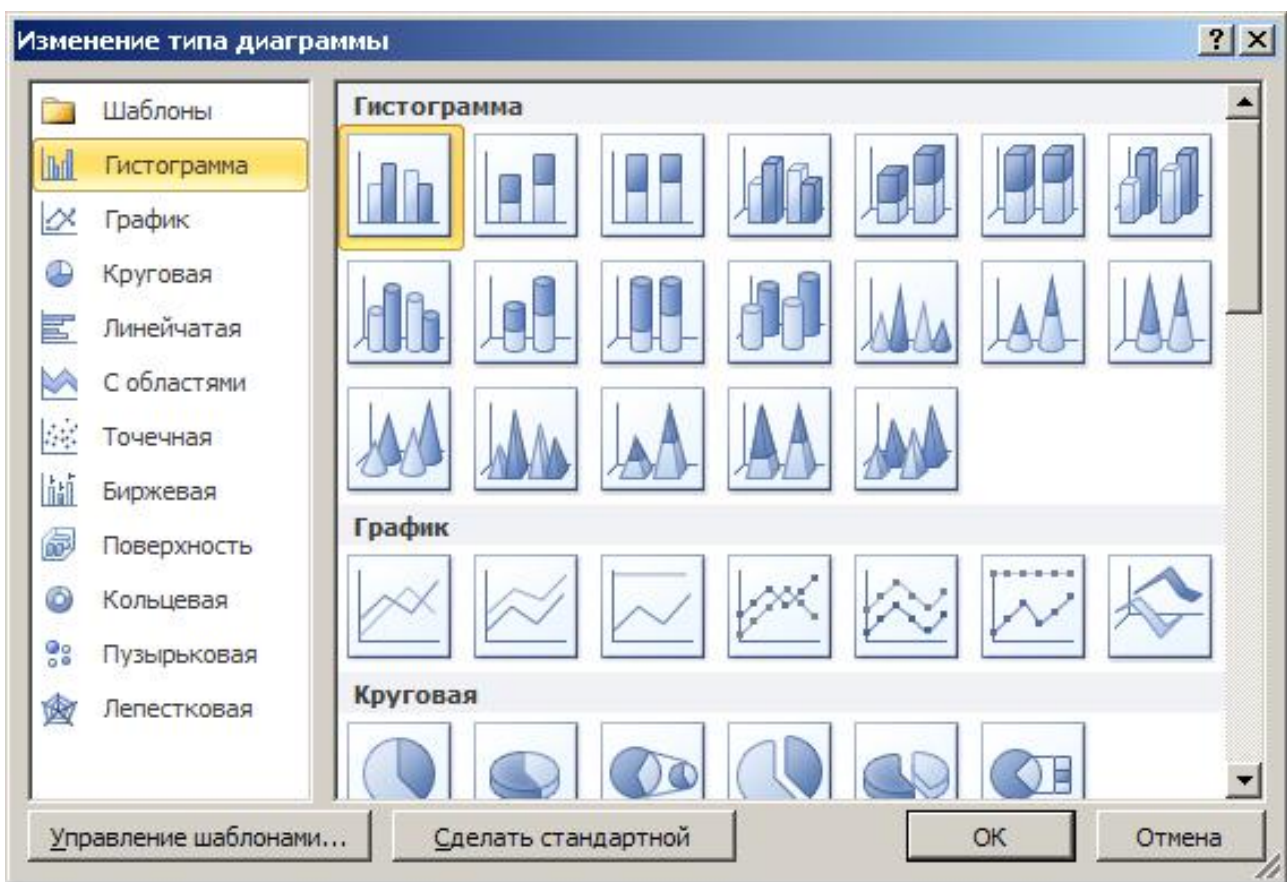 Изменение типа диаграммы
Шаблоны
Гистограмма
График
Круговая
Линейчатая
С областями
Точечная
Биржевая
Поверхность
Кольцевая
Пузырьковая
Лепестковая
Гистограмма
График
Круговая
Управление шаблонами...
Сделать стандартной
ОК
Отмена